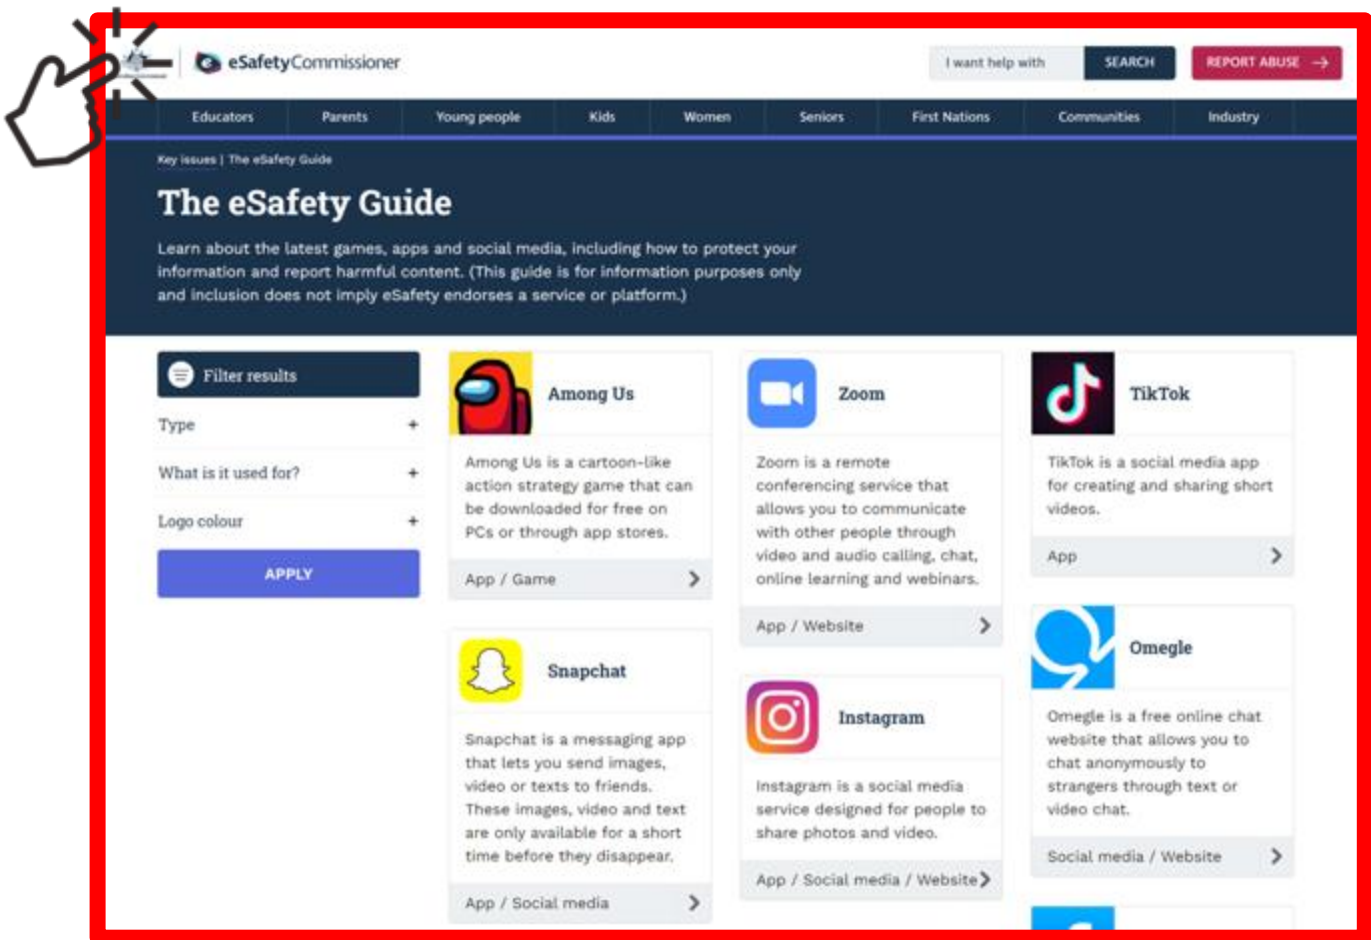 eSafetyCommissioner
I want help with
SEARCH
REPORT ABUSE →
Educators Parents Young people Kids Women Seniors First Nations Communities Industry
Key issues | The eSafety Guide
The eSafety Guide
Learn about the latest games, apps and social media, including how to protect your
information and report harmful content. (This guide is for information purposes only
and inclusion does not imply eSafety endorses a service or platform.)
Filter results
Type +
What is it used for? +
Logo colour +
APPLY
Among Us
Among Us is a cartoon-like
action strategy game that can
be downloaded for free on
PCs or through app stores.
App / Game
Zoom
Zoom is a remote
conferencing service that
allows you to communicate
with other people through
video and audio calling, chat,
online learning and webinars.
App / Website
TikTok
TikTok is a social media app
for creating and sharing short
videos.
App
Snapchat
Snapchat is a messaging app
that lets you send images,
video or texts to friends.
These images, video and text
are only available for a short
time before they disappear.
App / Social media
Instagram
Instagram is a social media
service designed for people to
share photos and video.
App / Social media / Website
Omegle
Omegle is a free online chat
website that allows you to
chat anonymously to
strangers through text or
video chat.
Social media / Website